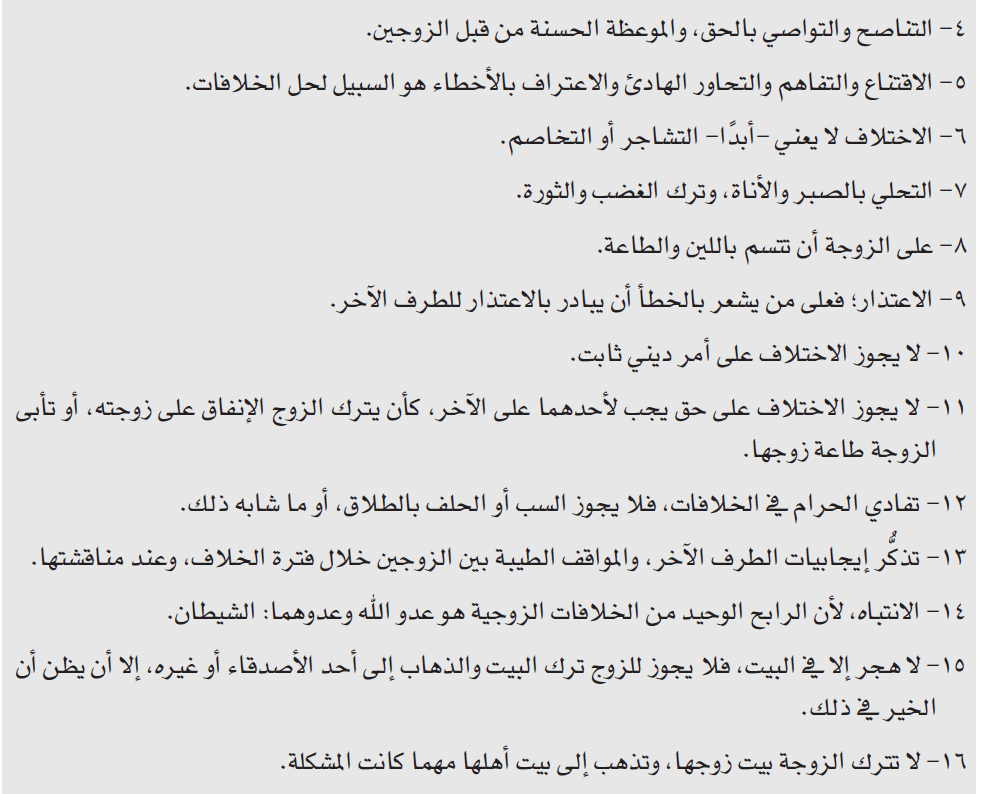 ٤- التناصح والتواصي بالحق، والموعظة الحسنة من قبل الزوجين.
٥- الاقتناع والتفاهم والتحاور الهادئ والاعتراف بالأخطاء هو السبيل لحل الخلافات.
٦- الاختلاف لا يعني -أبدًا- التشاجر أو التخاصم.
٧- التحلي بالصبر والأناة، وترك الغضب والثورة.
٨- على الزوجة أن تتسم باللين والطاعة.
٩- الاعتذار؛ فعلى من يشعر بالخطأ أن يبادر بالاعتذار للطرف الآخر.
١٠- لا يجوز الاختلاف على أمر ديني ثابت.
١١- لا يجوز الاختلاف على حق يجب لأحدهما على الآخر، كأن يترك الزوج الإنفاق على زوجته، أو تأبى
الزوجة طاعة زوجها.
١٢- تفادي الحرام في الخلافات، فلا يجوز السب أو الحلف بالطلاق، أو ما شابه ذلك.
١٣- تذكُّر إيجابيات الطرف الآخر، والمواقف الطيبة بين الزوجين خلال فترة الخلاف، وعند مناقشتها.
١٤- الانتباه، لأن الرابح الوحيد من الخلافات الزوجية هو عدو الله وعدوهما: الشيطان.
١٥- لا هجر إلا في البيت، فلا يجوز للزوج ترك البيت والذهاب إلى أحد الأصدقاء أو غيره، إلا أن يظن أن
الخير في ذلك.
١٦- لا تترك الزوجة بيت زوجها، وتذهب إلى بيت أهلها مهما كانت المشكلة.